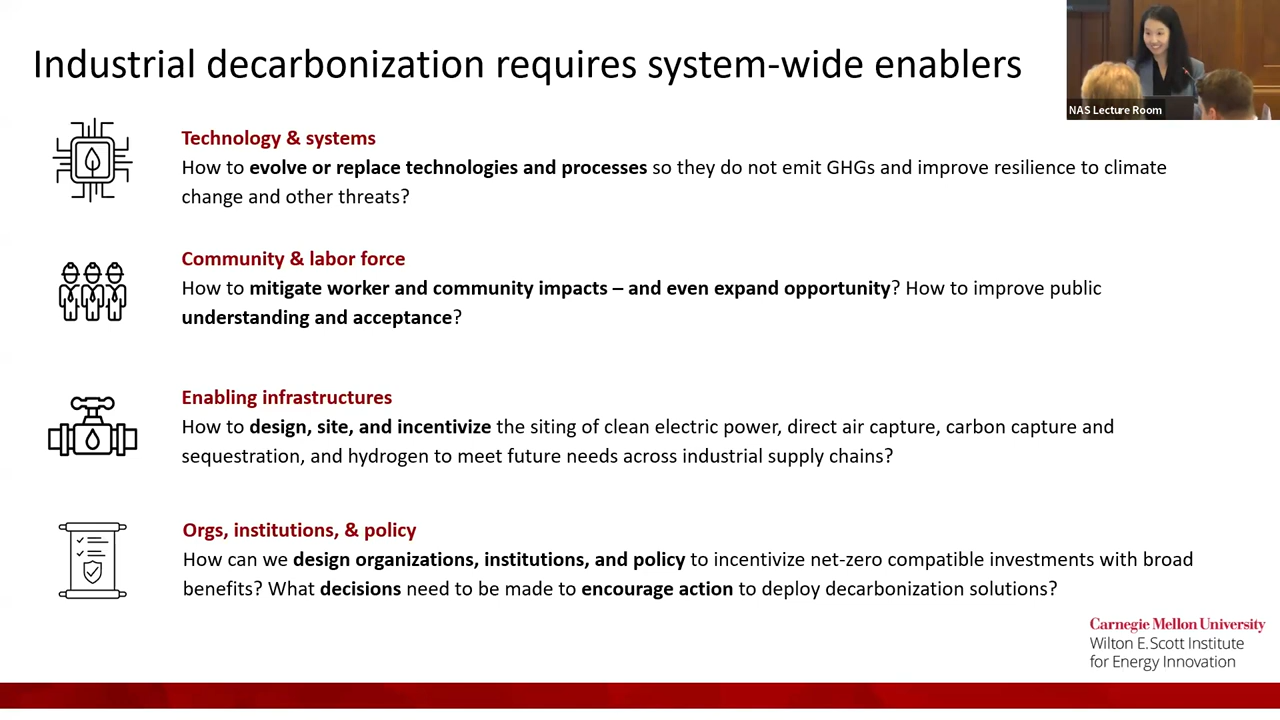 Industrial decarbonization requires system-wide enablers
NAS Lecture Room
Technology & systems
How to evolve or replace technologies and processes so they do not emit GHGs and improve resilience to climate
change and other threats?
Community & labor force
How to mitigate worker and community impacts – and even expand opportunity? How to improve public
understanding and acceptance?
Enabling infrastructures
How to design, site, and incentivize the siting of clean electric power, direct air capture, carbon capture and
sequestration, and hydrogen to meet future needs across industrial supply chains?
Orgs, institutions, & policy
How can we design organizations, institutions, and policy to incentivize net-zero compatible investments with broad
benefits? What decisions need to be made to encourage action to deploy decarbonization solutions?
Carnegie Mellon University
Wilton E. Scott Institute
for Energy Innovation